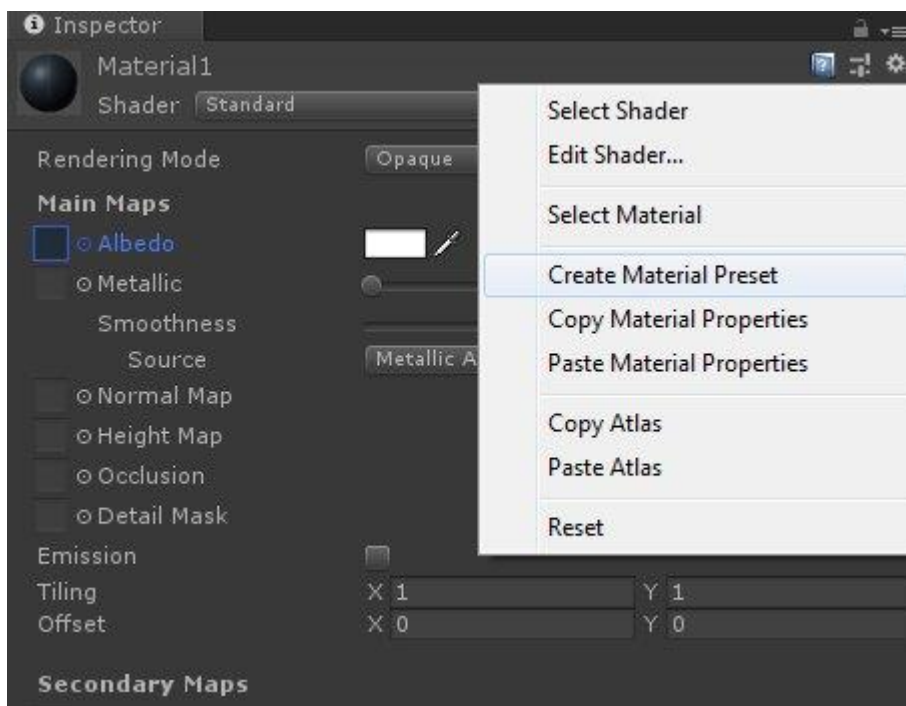 Inspector
Material1
Shader Standard
Rendering Mode Opaque
Main Maps
Albedo
Metallic
Smoothness
Source Metallic A
Normal Map
Height Map
Occlusion
Detail Mask
Emission
Tiling X 1 Y 1
Offset X 0 Y 0
Secondary Maps
Select Shader
Edit Shader...
Select Material
Create Material Preset
Copy Material Properties
Paste Material Properties
Copy Atlas
Paste Atlas
Reset